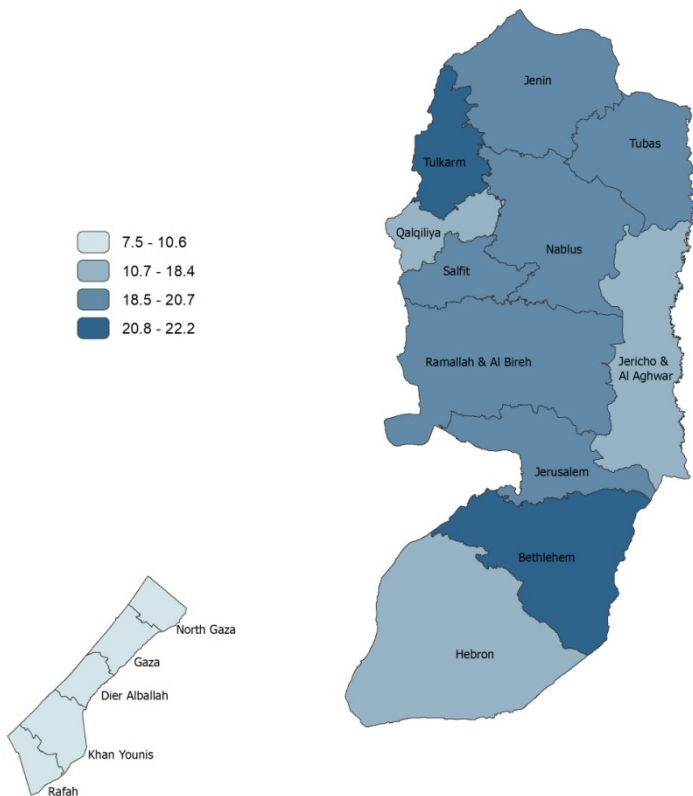 Jenin
Tubas
Tulkarm
Qalqiliya
Nablus
Salfit
Ramallah & Al Bireh
Jericho &
Al Aghwar
Jerusalem
Bethlehem
Hebron
7.5 - 10.6
10.7 - 18.4
18.5 - 20.7
20.8 - 22.2
North Gaza
Gaza
Dier Alballah
Khan Younis
Rafah